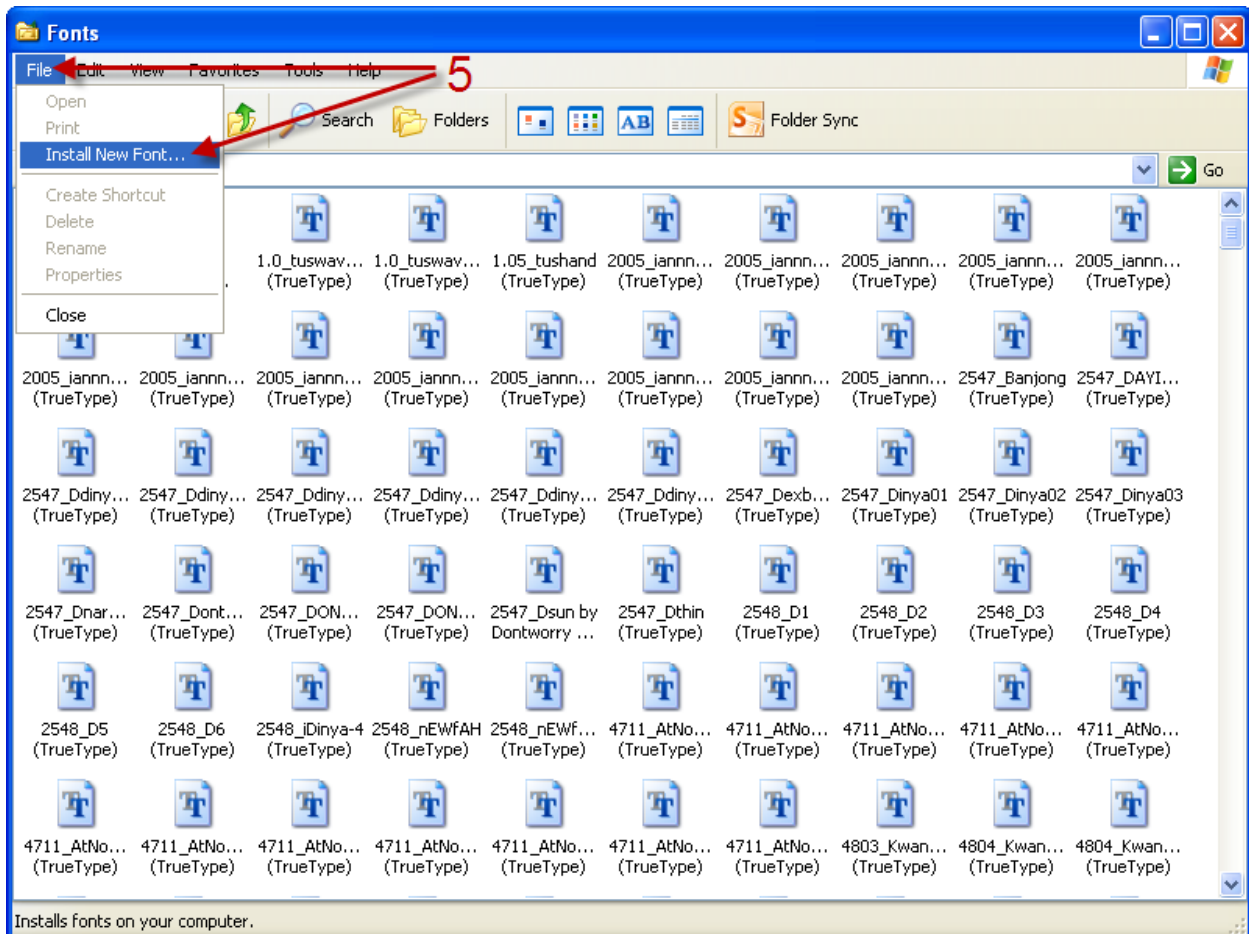 Fonts
File Edit View Favorites Tools Help
5
Open
Print
Install New Font...
Create Shortcut
Delete
Rename
Properties
Close
Search Folders AB S Folder Sync
Go
1.0_tuswav... 1.0_tuswav... 1.05_tushand 2005_iannn... 2005_iannn... 2005_iannn... 2005_iannn... 2005_iannn...
(TrueType) (TrueType) (TrueType) (TrueType) (TrueType) (TrueType) (TrueType) (TrueType)
2005_iannn... 2005_iannn... 2005_iannn... 2005_iannn... 2005_iannn... 2005_iannn... 2005_iannn... 2005_iannn... 2547_Banjong 2547_DAYI...
(TrueType) (TrueType) (TrueType) (TrueType) (TrueType) (TrueType) (TrueType) (TrueType) (TrueType) (TrueType)
2547_Ddiny... 2547_Ddiny... 2547_Ddiny... 2547_Ddiny... 2547_Ddiny... 2547_Ddiny... 2547_Dexb... 2547_Dinya01 2547_Dinya02 2547_Dinya03
(TrueType) (TrueType) (TrueType) (TrueType) (TrueType) (TrueType) (TrueType) (TrueType) (TrueType) (TrueType)
2547_Dnar... 2547_Dont... 2547_DON... 2547_DON... 2547_Dsun by 2547_Dthin 2548_D1 2548_D2 2548_D3 2548_D4
(TrueType) (TrueType) (TrueType) (TrueType) Dontworry ... (TrueType) (TrueType) (TrueType) (TrueType) (TrueType)
2548_D5 2548_D6 2548_iDinya-4 2548_nEWfAH 2548_nEWf... 4711_AtNo... 4711_AtNo... 4711_AtNo... 4711_AtNo... 4711_AtNo...
(TrueType) (TrueType) (TrueType) (TrueType) (TrueType) (TrueType) (TrueType) (TrueType) (TrueType) (TrueType)
4711_AtNo... 4711_AtNo... 4711_AtNo... 4711_AtNo... 4711_AtNo... 4711_AtNo... 4711_AtNo... 4803_Kwan... 4804_Kwan... 4804_Kwan...
(TrueType) (TrueType) (TrueType) (TrueType) (TrueType) (TrueType) (TrueType) (TrueType) (TrueType) (TrueType)
Installs fonts on your computer.